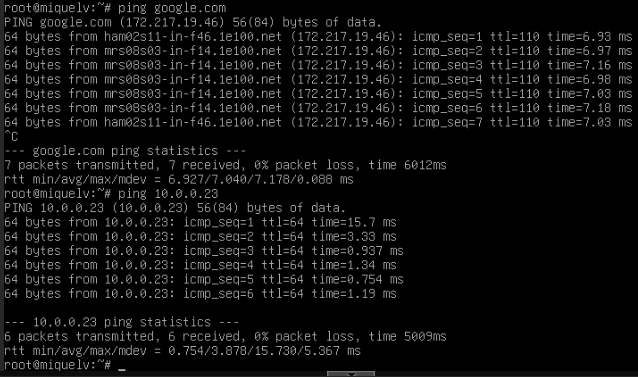 root@miquelv:~# ping google.com
PING google.com (172.217.19.46) 56(84) bytes of data.
64 bytes from ham02s11-in-f46.1e100.net (172.217.19.46): icmp_seq=1 ttl=110 time=6.93 ms
64 bytes from mrs08s03-in-f14.1e100.net (172.217.19.46): icmp_seq=2 ttl=110 time=6.97 ms
64 bytes from mrs08s03-in-f14.1e100.net (172.217.19.46): icmp_seq=3 ttl=110 time=7.16 ms
64 bytes from mrs08s03-in-f14.1e100.net (172.217.19.46): icmp_seq=4 ttl=110 time=6.98 ms
64 bytes from mrs08s03-in-f14.1e100.net (172.217.19.46): icmp_seq=5 ttl=110 time=7.03 ms
64 bytes from mrs08s03-in-f14.1e100.net (172.217.19.46): icmp_seq=6 ttl=110 time=7.18 ms
64 bytes from ham02s11-in-f46.1e100.net (172.217.19.46): icmp_seq=7 ttl=110 time=7.03 ms
^C
--- google.com ping statistics ---
7 packets transmitted, 7 received, 0% packet loss, time 6012ms
rtt min/avg/max/mdev = 6.927/7.040/7.178/0.088 ms
root@miquelv:~# ping 10.0.0.23
PING 10.0.0.23 (10.0.0.23) 56(84) bytes of data.
64 bytes from 10.0.0.23: icmp_seq=1 ttl=64 time=15.7 ms
64 bytes from 10.0.0.23: icmp_seq=2 ttl=64 time=3.33 ms
64 bytes from 10.0.0.23: icmp_seq=3 ttl=64 time=0.937 ms
64 bytes from 10.0.0.23: icmp_seq=4 ttl=64 time=1.34 ms
64 bytes from 10.0.0.23: icmp_seq=5 ttl=64 time=0.754 ms
64 bytes from 10.0.0.23: icmp_seq=6 ttl=64 time=1.19 ms
--- 10.0.0.23 ping statistics ---
6 packets transmitted, 6 received, 0% packet loss, time 5009ms
rtt min/avg/max/mdev = 0.754/3.878/15.730/5.367 ms
root@miquelv:~# _